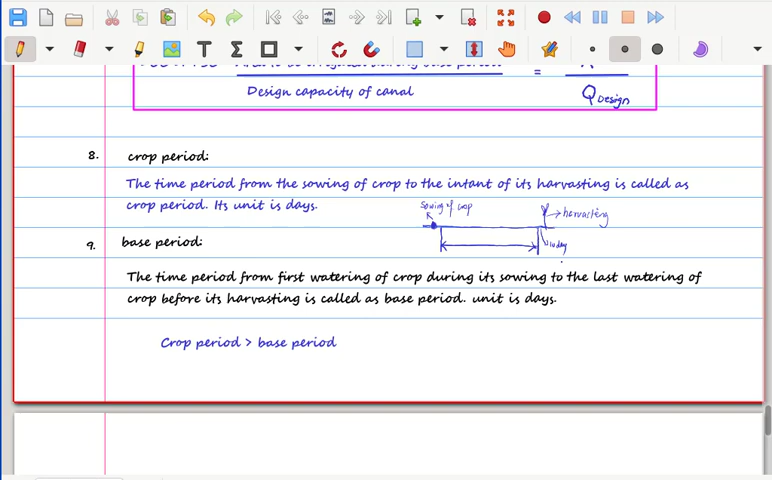 =
Design capacity of canal
Q Design
8. crop period:
The time period from the sowing of crop to the intant of its harvasting is called as
crop period. Its unit is days.
sowing of crop
harvasting
10 day
9. base period:
The time period from first watering of crop during its sowing to the last watering of
crop before its harvasting is called as base period. unit is days.
Crop period > base period